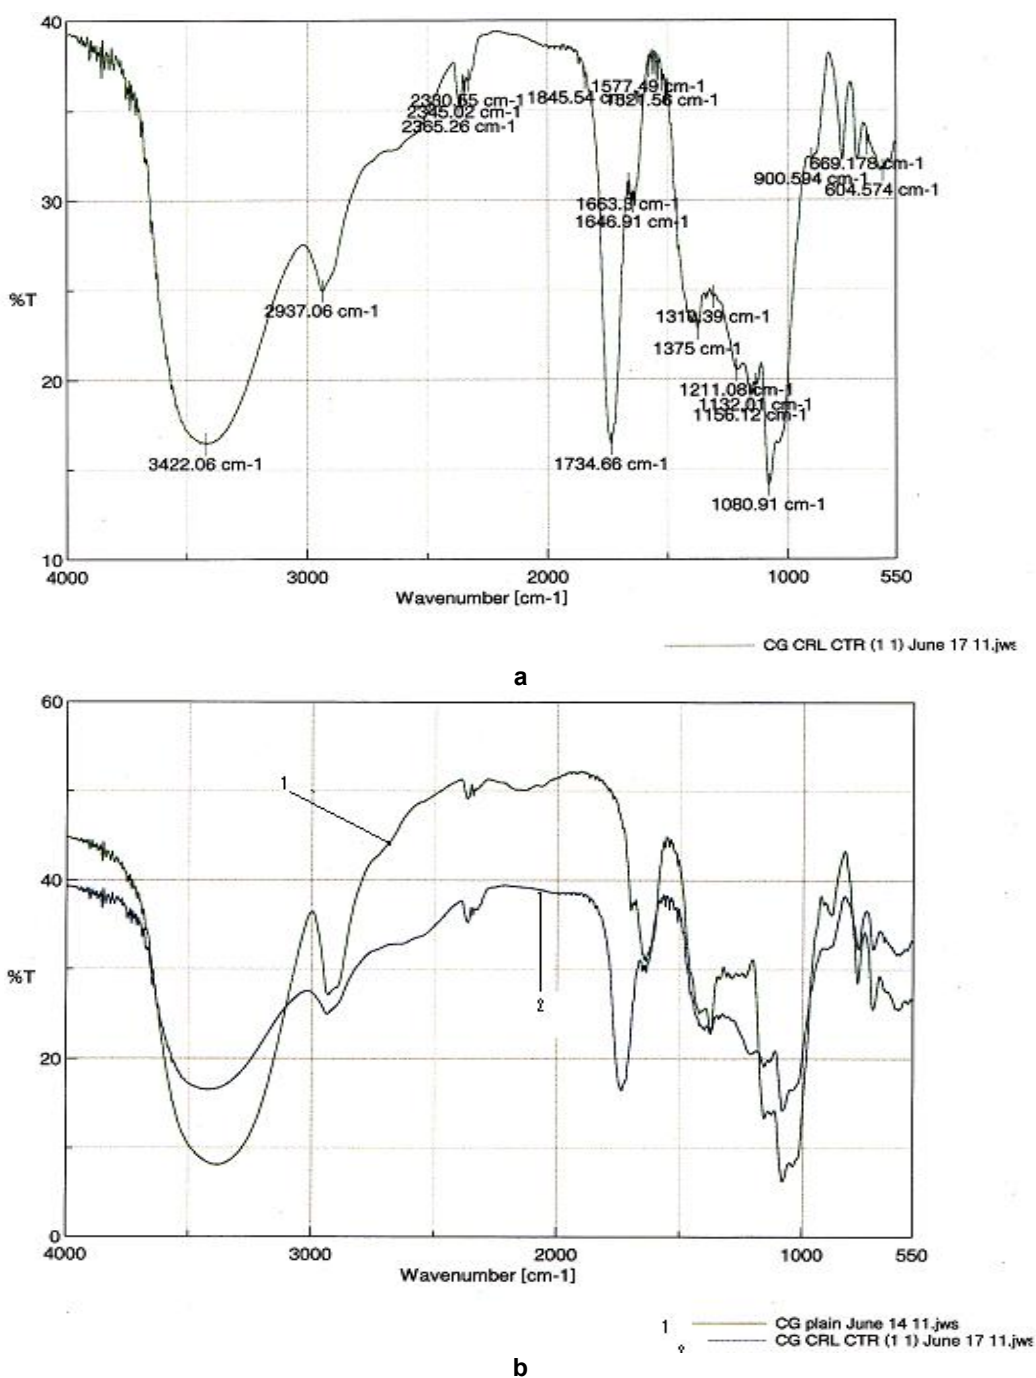 40
2330.65 cm-1
1577.49 cm-1
1845.54 cm-1
2345.02 cm-1
2365.26 cm-1
669.178 cm-1
900.594 cm-1
604.574 cm-1
30
1663.3 cm-1
1646.91 cm-1
%T
2937.06 cm-1
1310.39 cm-1
1375 cm-1
20
1211.08 cm-1
1132.01 cm-1
1156.12 cm-1
3422.06 cm-1
1734.66 cm-1
1080.91 cm-1
10
4000 3000 2000 1000 550
Wavenumber [cm-1]
CG CRL CTR (1 1) June 17 11.jws
a
60
1
40
%T
2
20
0
4000 3000 2000 1000 550
Wavenumber [cm-1]
1 CG plain June 14 11.jws
CG CRL CTR (1 1) June 17 11.jws
b